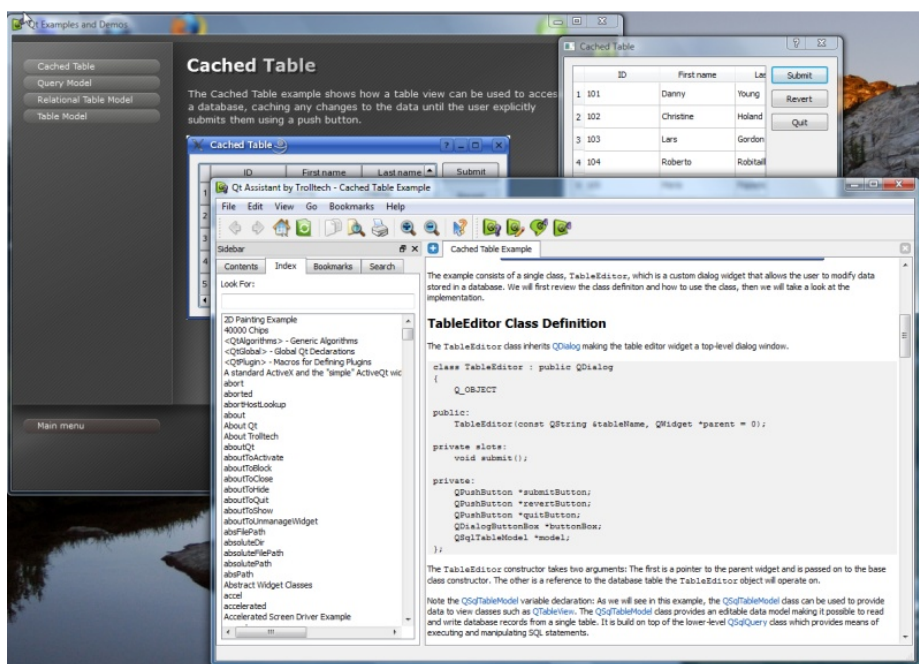 Qt Examples and Demos
Cached Table
Query Model
Relational Table Model
Table Model
Main menu
Cached Table
The Cached Table example shows how a table view can be used to access
a database, caching any changes to the data until the user explicitly
submits them using a push button.
Cached Table
ID First name Last name Submit
1
2
3
4
5
Cached Table
ID First name Las Submit
1 101 Danny Young Revert
2 102 Christine Holand Quit
3 103 Lars Gordon
4 104 Roberto Robitaill
Qt Assistant by Trolltech - Cached Table Example
File Edit View Go Bookmarks Help
Sidebar
Contents Index Bookmarks Search
Look For:
2D Painting Example
40000 Chips
<QtAlgorithms> - Generic Algorithms
<QtGlobal> - Global Qt Declarations
<QtPlugin> - Macros for Defining Plugins
A standard ActiveX and the "simple" ActiveQt wid
abort
aborted
abortHostLookup
about
About Qt
About Trolltech
aboutQt
aboutToActivate
aboutToBlock
aboutToClose
aboutToHide
aboutToQuit
aboutToShow
aboutToUnmanageWidget
absFilePath
absoluteDir
absoluteFilePath
absolutePath
absPath
Abstract Widget Classes
accel
accelerated
Accelerated Screen Driver Example
Cached Table Example
The example consists of a single class, TableEditor, which is a custom dialog widget that allows the user to modify data
stored in a database. We will first review the class definiton and how to use the class, then we will take a look at the
implementation.
TableEditor Class Definition
The TableEditor class inherits QDialog making the table editor widget a top-level dialog window.
class TableEditor : public QDialog
{
Q_OBJECT
public:
TableEditor(const QString &tableName, QWidget *parent = 0);
private slots:
void submit();
private:
QPushButton *submitButton;
QPushButton *revertButton;
QPushButton *quitButton;
QDialogButtonBox *buttonBox;
QSqlTableModel *model;
};
The TableEditor constructor takes two arguments: The first is a pointer to the parent widget and is passed on to the base
class constructor. The other is a reference to the database table the TableEditor object will operate on.
Note the QSqlTableModel variable declaration: As we will see in this example, the QSqlTableModel class can be used to provide
data to view classes such as QTableView. The QSqlTableModel class provides an editable data model making it possible to read
and write database records from a single table. It is build on top of the lower-level QSqlQuery class which provides means of
executing and manipulating SQL statements.